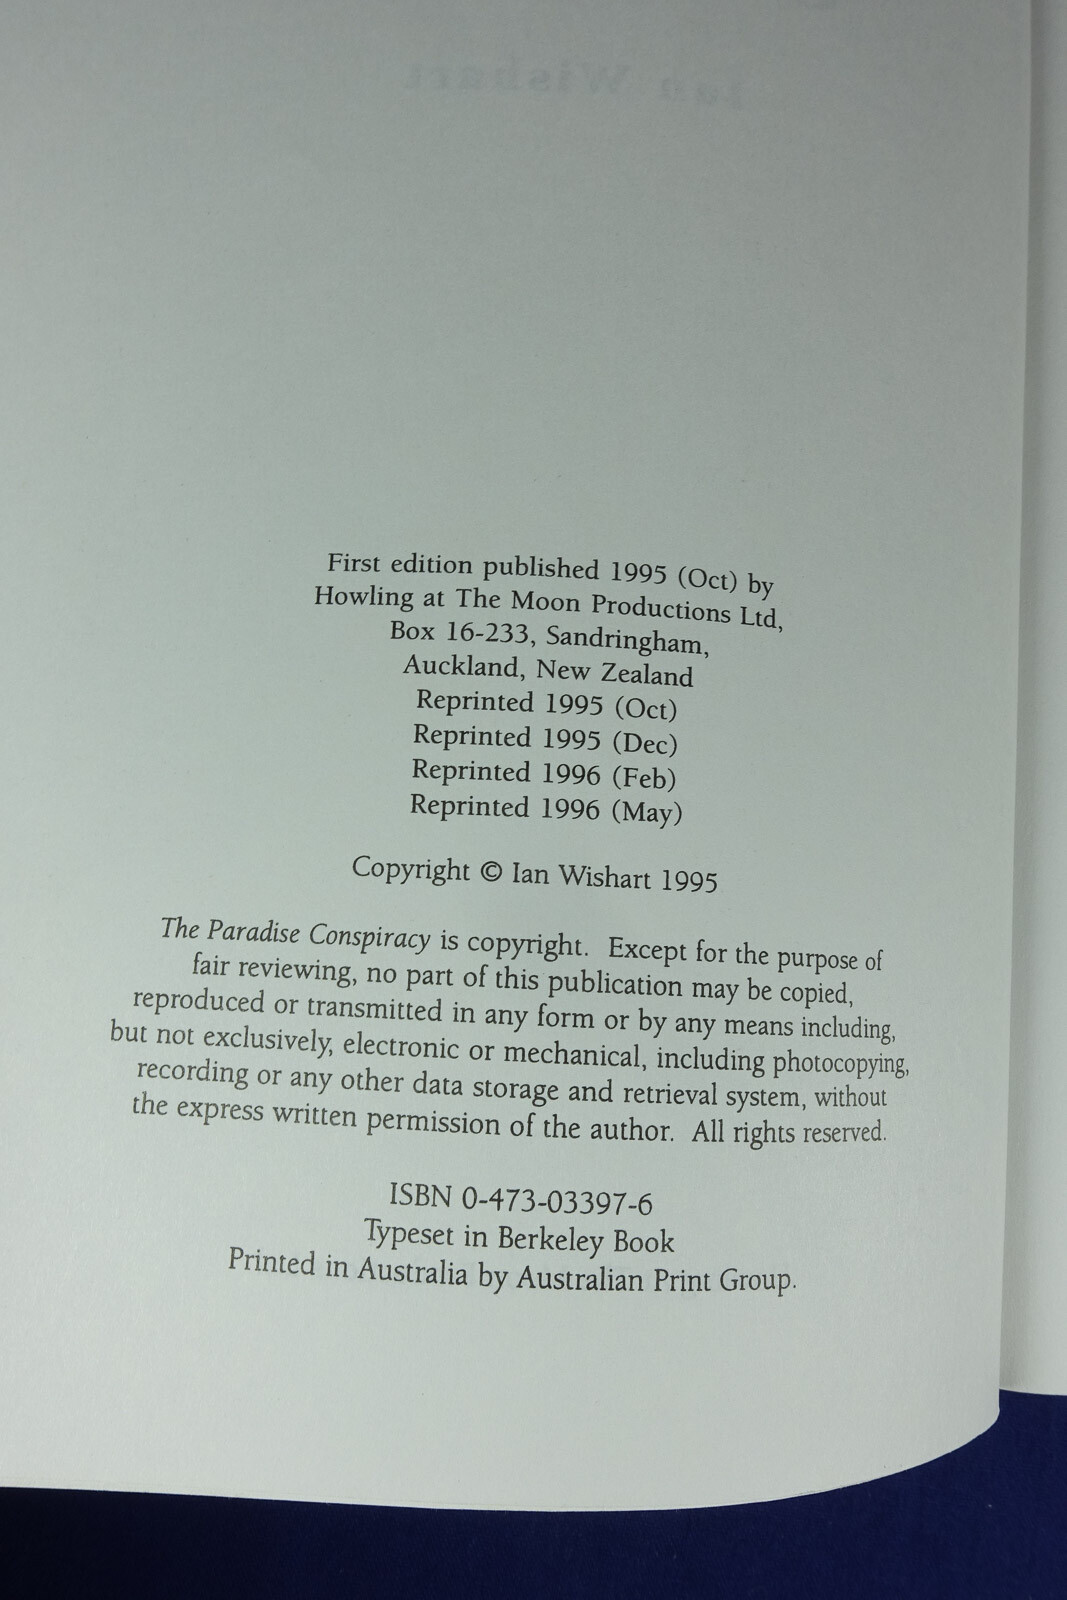 Ian Wishart
First edition published 1995 (Oct) by
Howling at The Moon Productions Ltd,
Box 16-233, Sandringham,
Auckland, New Zealand
Reprinted 1995 (Oct)
Reprinted 1995 (Dec)
Reprinted 1996 (Feb)
Reprinted 1996 (May)
Copyright © Ian Wishart 1995
The Paradise Conspiracy is copyright. Except for the purpose of
fair reviewing, no part of this publication may be copied,
reproduced or transmitted in any form or by any means including,
but not exclusively, electronic or mechanical, including photocopying,
recording or any other data storage and retrieval system, without
the express written permission of the author. All rights reserved.
ISBN 0-473-03397-6
Typeset in Berkeley Book
Printed in Australia by Australian Print Group.